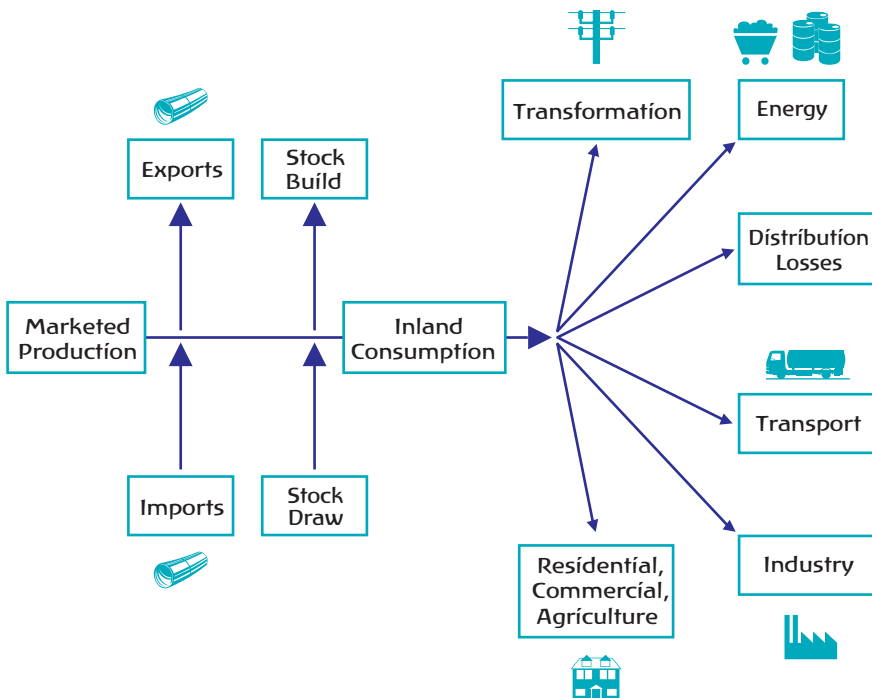 Transformation
Energy
Exports
Stock
Build
Distribution
Losses
Marketed
Production
Inland
Consumption
Transport
Imports
Stock
Draw
Residential,
Commercial,
Agriculture
Industry